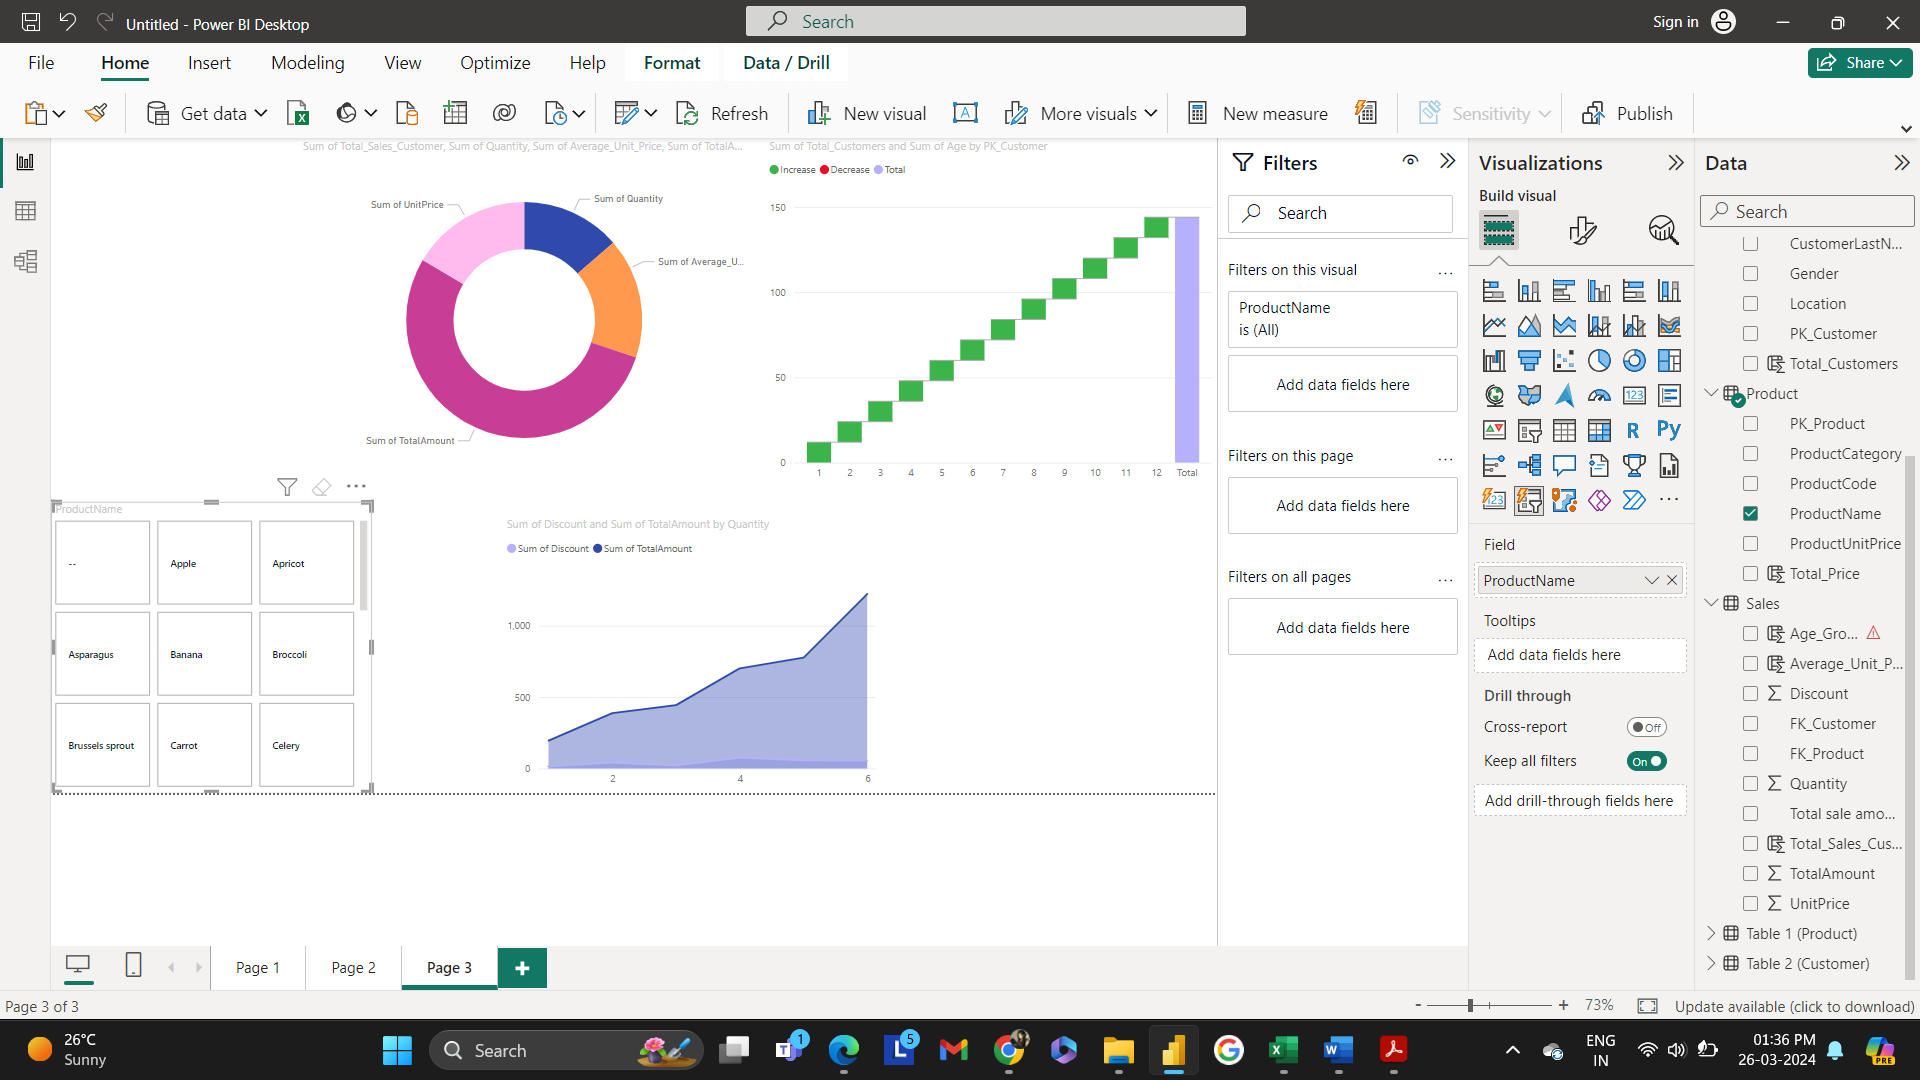 Untitled - Power BI Desktop
Search
Sign in
File
Home
Insert
Modeling
View
Optimize
Help
Format
Data / Drill
Share
Get data
Refresh
New visual
More visuals
New measure
Sensitivity
Publish
Sum of Total_Sales_Customer, Sum of Quantity, Sum of Average_Unit_Price, Sum of TotalA...
Sum of UnitPrice
Sum of Quantity
Sum of Average_U...
Sum of TotalAmount
Sum of Total_Customers and Sum of Age by PK_Customer
Increase Decrease Total
150
100
50
0
1 2 3 4 5 6 7 8 9 10 11 12 Total
ProductName
--
Apple
Apricot
Asparagus
Banana
Broccoli
Brussels sprout
Carrot
Celery
Sum of Discount and Sum of TotalAmount by Quantity
Sum of Discount Sum of TotalAmount
1,000
500
0
2 4 6
Filters
Search
Filters on this visual ...
ProductName
is (All)
Add data fields here
Filters on this page ...
Add data fields here
Filters on all pages ...
Add data fields here
Visualizations
Build visual
123
R
Py
123
...
Field
ProductName
Tooltips
Add data fields here
Drill through
Cross-report
Off
Keep all filters
On
Add drill-through fields here
Data
Search
CustomerLastN...
Gender
Location
PK_Customer
Total_Customers
Product
PK_Product
ProductCategory
ProductCode
ProductName
ProductUnitPrice
Total_Price
Sales
Age_Gro...
Average_Unit_P...
Discount
FK_Customer
FK_Product
Quantity
Total sale amo...
Total_Sales_Cus...
TotalAmount
UnitPrice
Table 1 (Product)
Table 2 (Customer)
Page 1
Page 2
Page 3
Page 3 of 3
- + 73%
Update available (click to download)
26°C
Sunny
Search
1
5
ENG
IN
01:36 PM
26-03-2024
PRE